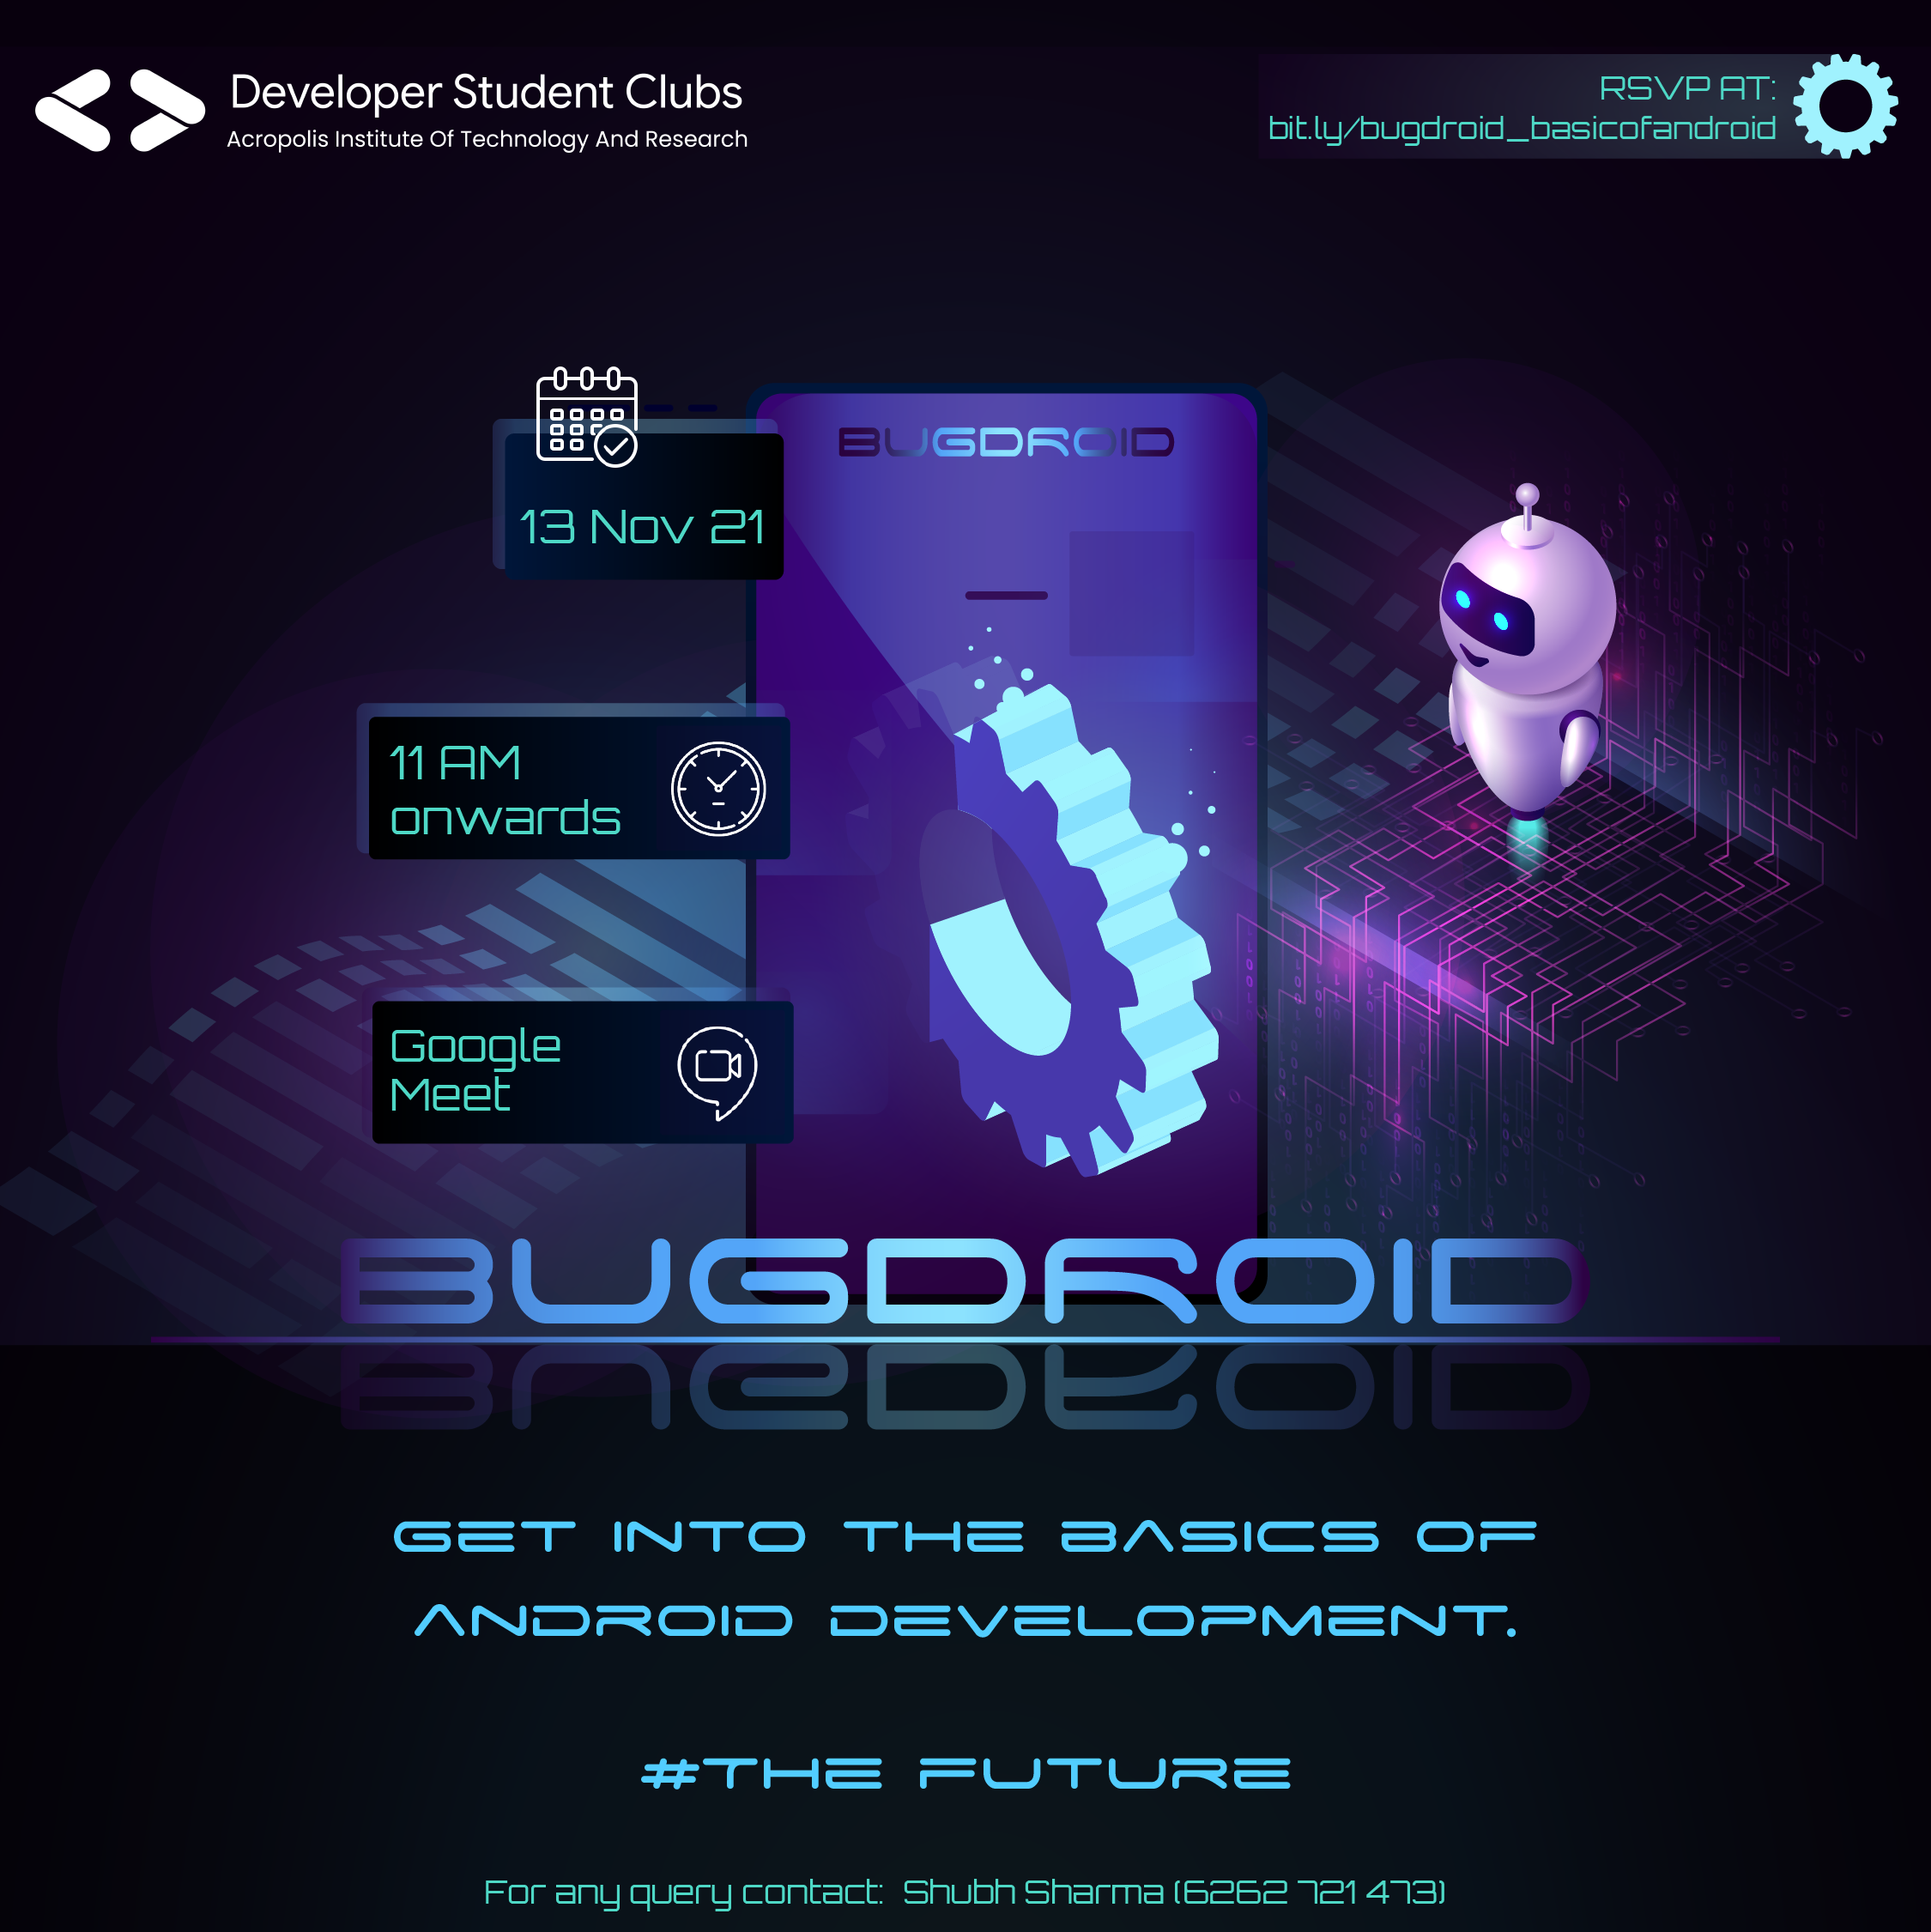 Developer Student Clubs
Acropolis Institute Of Technology And Research
RSVP AT:
bit.ly/bugdroid_basicofandroid
BUGDROID
13 Nov 21
11 AM
onwards
Google
Meet
BUGDROID
BUGDROID
GET INTO THE BASICS OF
ANDROID DEVELOPMENT.
#THE FUTURE
For any query contact: Shubh Sharma (6262 721 473)